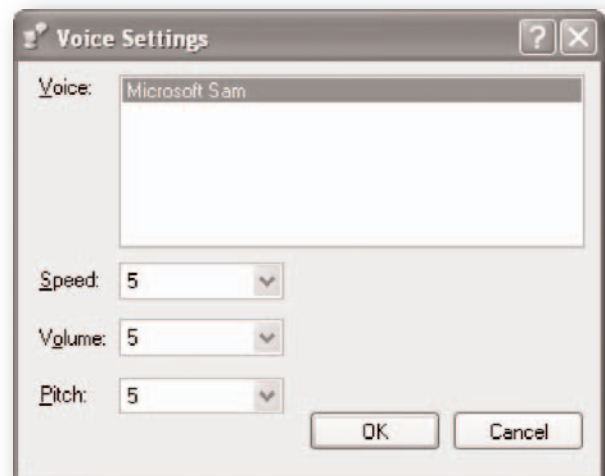 Voice Settings
Voice:
Microsoft Sam
Speed: 5
Volume: 5
Pitch: 5
OK Cancel